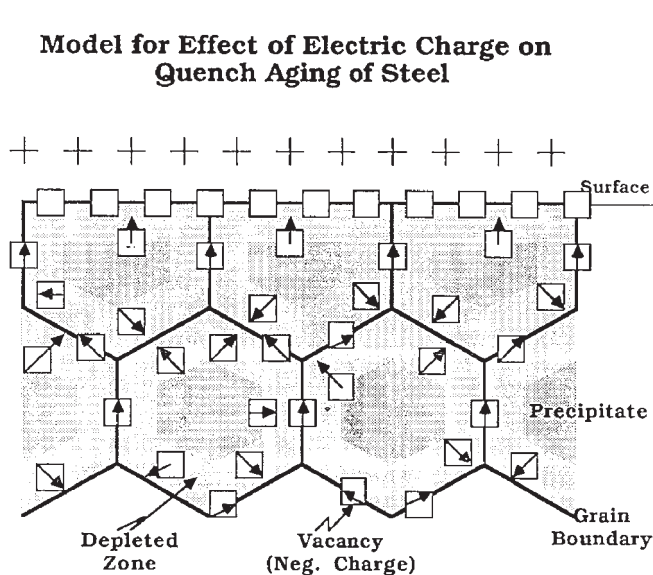 Model for Effect of Electric Charge on
Quench Aging of Steel
+ + + + + + + + + + +
Surface
Precipitate
Grain
Boundary
Depleted
Zone
Vacancy
(Neg. Charge)